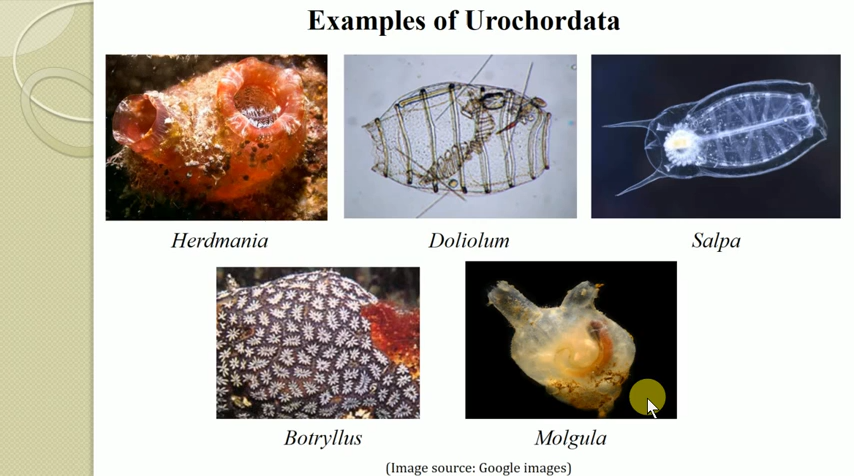 Examples of Urochordata
Herdmania
Doliolum
Salpa
Botryllus
Molgula
(Image source: Google images)